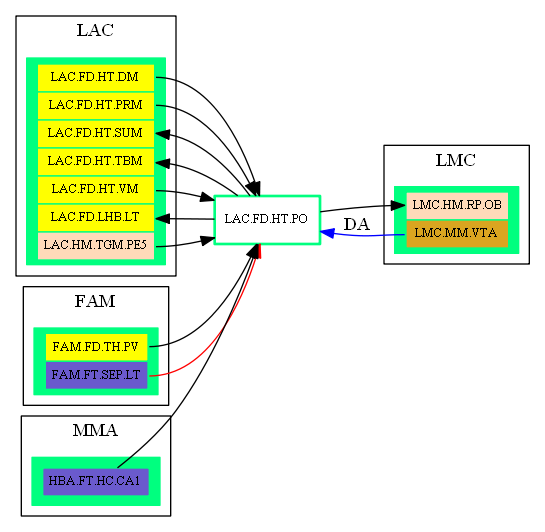 LAC
LAC.FD.HT.DM
LAC.FD.HT.PRM
LAC.FD.HT.SUM
LAC.FD.HT.TBM
LAC.FD.HT.VM
LAC.FD.LHB.LT
LAC.HM.TGM.PE5
LAC.FD.HT.PO
LMC
LMC.HM.RP.OB
LMC.MM.VTA
DA
FAM
FAM.FD.TH.PV
FAM.FT.SEP.LT
MMA
HBA.FT.HC.CA1